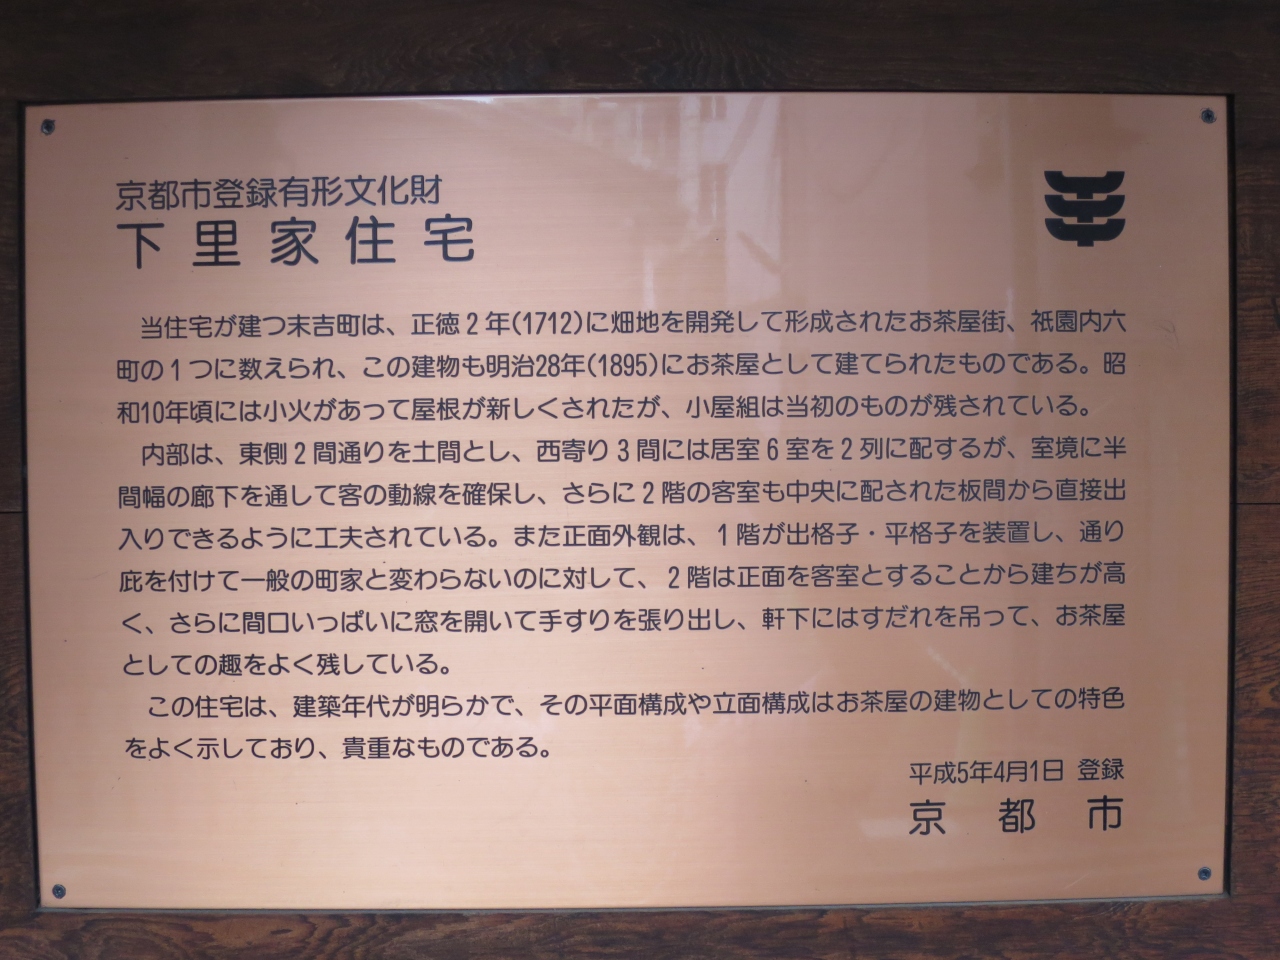 京都市登録有形文化財
下里家住宅
当住宅が建つ末吉町は、正徳2年(1712)に畑地を開発して形成されたお茶屋街、祇園内六
町の1つに数えられ、この建物も明治28年(1895)にお茶屋として建てられたものである。昭
和10年頃には小火があって屋根が新しくされたが、小屋組は当初のものが残されている。
内部は、東側2間通りを土間とし、西寄り3間には居室6室を2列に配するが、室境に半
間幅の廊下を通して客の動線を確保し、さらに2階の客室も中央に配された板間から直接出
入りできるように工夫されている。また正面外観は、1階が出格子・平格子を装置し、通り
庇を付けて一般の町家と変わらないのに対して、2階は正面を客室とすることから建ちが高
く、さらに間口いっぱいに窓を開いて手すりを張り出し、軒下にはすだれを吊って、お茶屋
としての趣をよく残している。
この住宅は、建築年代が明らかで、その平面構成や立面構成はお茶屋の建物としての特色
をよく示しており、貴重なものである。
平成5年4月1日 登録
京都市